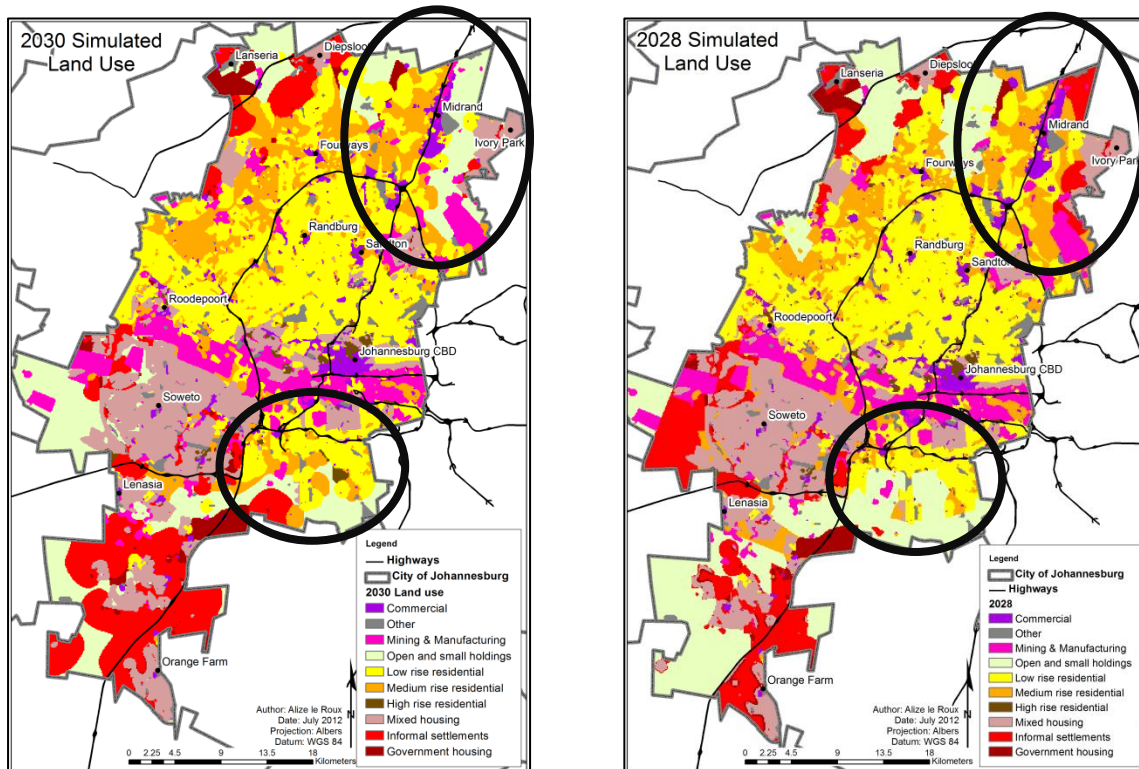 2030 Simulated
Land Use
Lanseria
Diepsloot
Midrand
Ivory Park
Fourways
Randburg
Sandton
Roodepoort
Johannesburg CBD
Soweto
Lenasia
Orange Farm
Legend
Highways
City of Johannesburg
2030 Land use
Commercial
Other
Mining & Manufacturing
Open and small holdings
Low rise residential
Medium rise residential
High rise residential
Mixed housing
Informal settlements
Government housing
Author: Alize le Roux
Date: July 2012
Projection: Albers
Datum: WGS 84
N
0 2.25 4.5 9 13.5 18
Kilometers
2028 Simulated
Land Use
Lanseria
Diepsloot
Midrand
Ivory Park
Fourways
Randburg
Sandton
Roodepoort
Johannesburg CBD
Soweto
Lenasia
Orange Farm
Legend
City of Johannesburg
Highways
2028
Commercial
Other
Mining & Manufacturing
Open and small holdings
Low rise residential
Medium rise residential
High rise residential
Mixed housing
Informal settlements
Government housing
Author: Alize le Roux
Date: July 2012
Projection: Albers
Datum: WGS 84
N
0 2.25 4.5 9 13.5 18
Kilometers